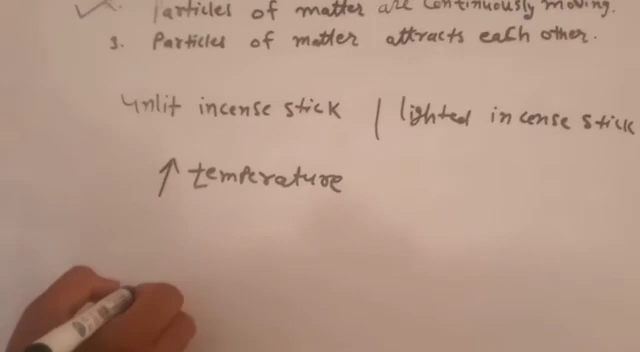 Particles of matter are continuously moving.
3. Particles of matter attracts each other.
unlit incense stick | lighted incense stick
↑ temperature